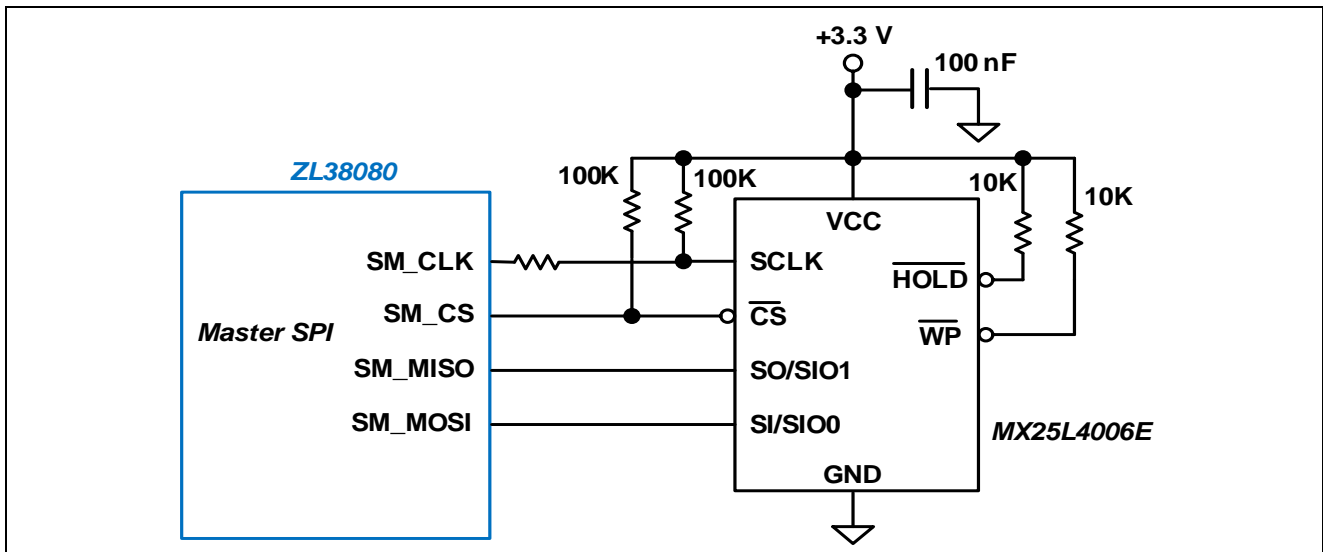 +3.3 V
100 nF
ZL38080
100K
100K
10K
10K
VCC
SM_CLK
SCLK
HOLD
SM_CS
CS
Master SPI
WP
SM_MISO
SO/SIO1
SM_MOSI
SI/SIO0
MX25L4006E
GND